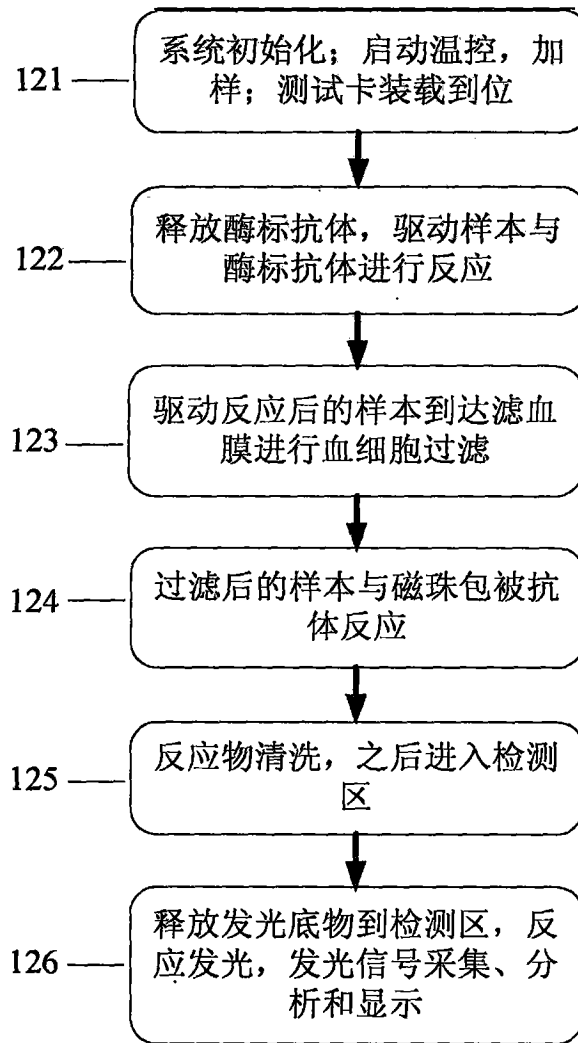 121
系统初始化；启动温控，加
样；测试卡装载到位
122
释放酶标抗体，驱动样本与
酶标抗体进行反应
123
驱动反应后的样本到达滤血
膜进行血细胞过滤
124
过滤后的样本与磁珠包被抗
体反应
125
反应物清洗，之后进入检测
区
126
释放发光底物到检测区，反
应发光，发光信号采集、分
析和显示